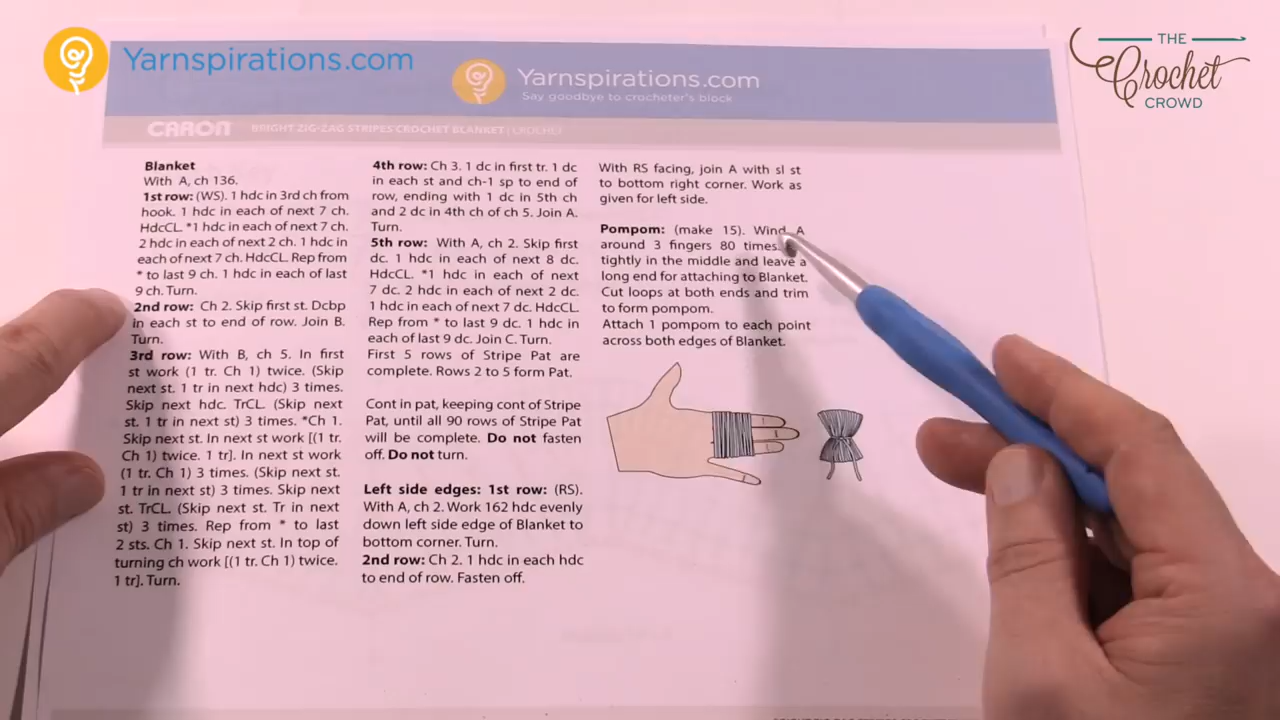 Yarnspirations.com
THE
Crochet
CROWD
Yarnspirations.com
Say goodbye to crocheter's block
CARON BRIGHT ZIG-ZAG STRIPES CROCHET BLANKET | CROCHET
Blanket
With A, ch 136.
1st row: (WS). 1 hdc in 3rd ch from
hook. 1 hdc in each of next 7 ch.
HdcCL. *1 hdc in each of next 7 ch.
2 hdc in each of next 2 ch. 1 hdc in
each of next 7 ch. HdcCL. Rep from
* to last 9 ch. 1 hdc in each of last
9 ch. Turn.
2nd row: Ch 2. Skip first st. Dcbp
in each st to end of row. Join B.
Turn.
3rd row: With B, ch 5. In first
st work (1 tr. Ch 1) twice. (Skip
next st. 1 tr in next hdc) 3 times.
Skip next hdc. TrCL. (Skip next
st. 1 tr in next st) 3 times. *Ch 1.
Skip next st. In next st work [(1 tr.
Ch 1) twice. 1 tr]. In next st work
(1 tr. Ch 1) 3 times. (Skip next st.
1 tr in next st) 3 times. Skip next
st. TrCL. (Skip next st. Tr in next
st) 3 times. Rep from * to last
2 sts. Ch 1. Skip next st. In top of
turning ch work [(1 tr. Ch 1) twice.
1 tr]. Turn.
4th row: Ch 3. 1 dc in first tr. 1 dc
in each st and ch-1 sp to end of
row, ending with 1 dc in 5th ch
and 2 dc in 4th ch of ch 5. Join A.
Turn.
5th row: With A, ch 2. Skip first
dc. 1 hdc in each of next 8 dc.
HdcCL. *1 hdc in each of next
7 dc. 2 hdc in each of next 2 dc.
1 hdc in each of next 7 dc. HdcCL.
Rep from * to last 9 dc. 1 hdc in
each of last 9 dc. Join C. Turn.
First 5 rows of Stripe Pat are
complete. Rows 2 to 5 form Pat.
Cont in pat, keeping cont of Stripe
Pat, until all 90 rows of Stripe Pat
will be complete. Do not fasten
off. Do not turn.
Left side edges: 1st row: (RS).
With A, ch 2. Work 162 hdc evenly
down left side edge of Blanket to
bottom corner. Turn.
2nd row: Ch 2. 1 hdc in each hdc
to end of row. Fasten off.
With RS facing, join A with sl st
to bottom right corner. Work as
given for left side.
Pompom: (make 15). Wind A
around 3 fingers 80 times.
tightly in the middle and leave a
long end for attaching to Blanket.
Cut loops at both ends and trim
to form pompom.
Attach 1 pompom to each point
across both edges of Blanket.